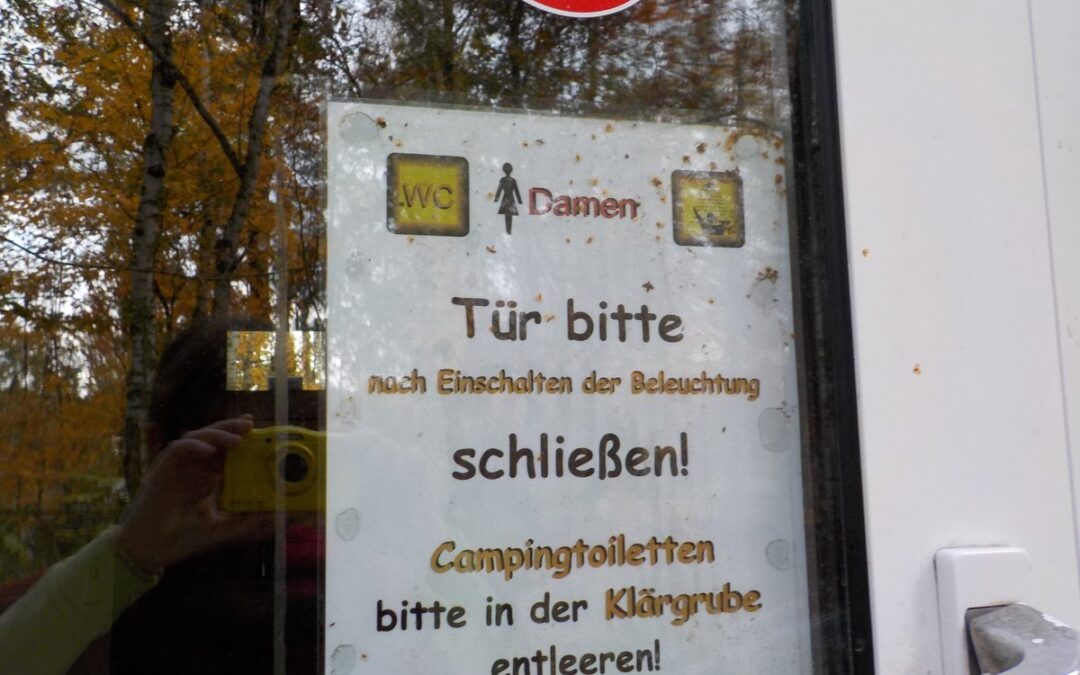 WC Damen
Tür bitte
nach Einschalten der Beleuchtung
schließen!
Campingtoiletten
bitte in der Klärgrube
entleeren!